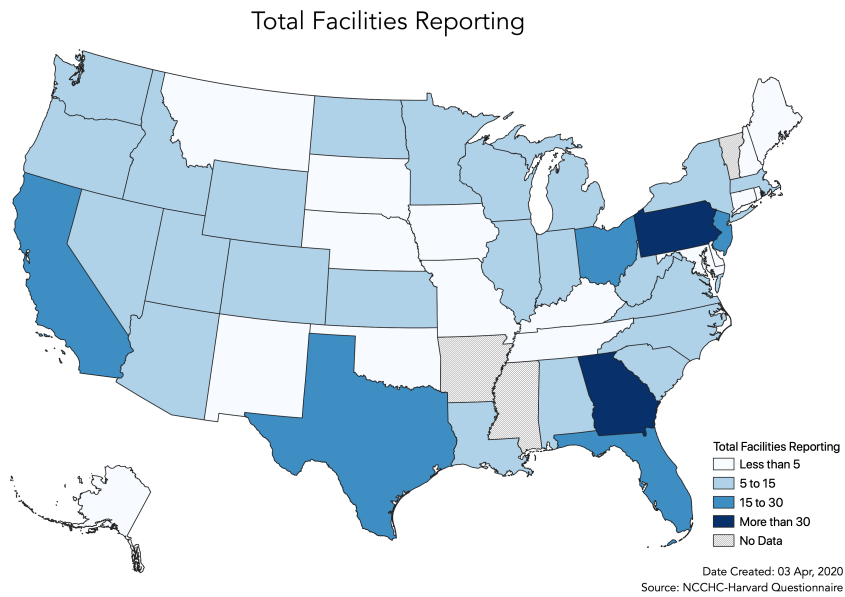 Total Facilities Reporting
Total Facilities Reporting
Less than 5
5 to 15
15 to 30
More than 30
No Data
Date Created: 03 Apr, 2020
Source: NCCHC-Harvard Questionnaire